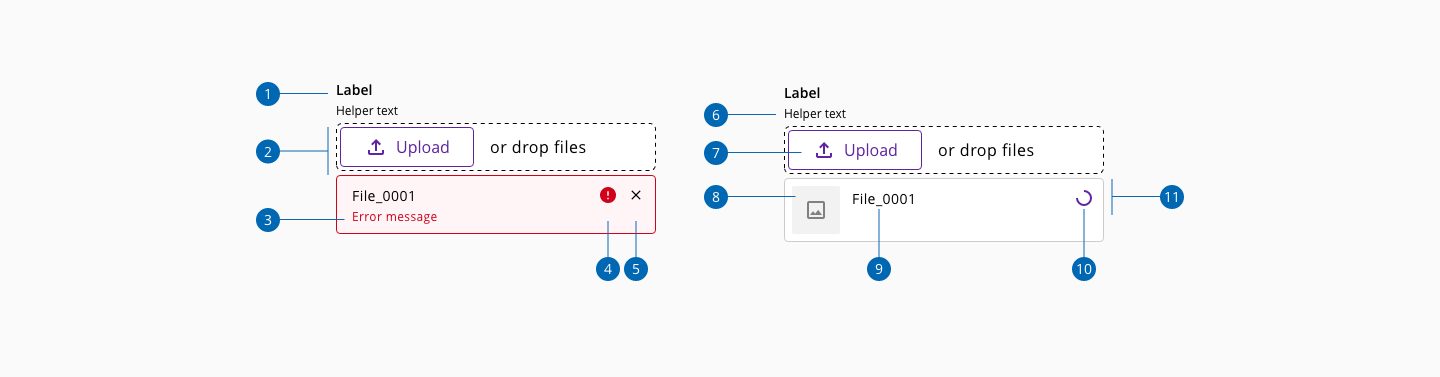 1
Label
Helper text
2
Upload or drop files
File_0001
3
Error message
4
5
Label
6
Helper text
7
Upload or drop files
8
File_0001
11
9
10